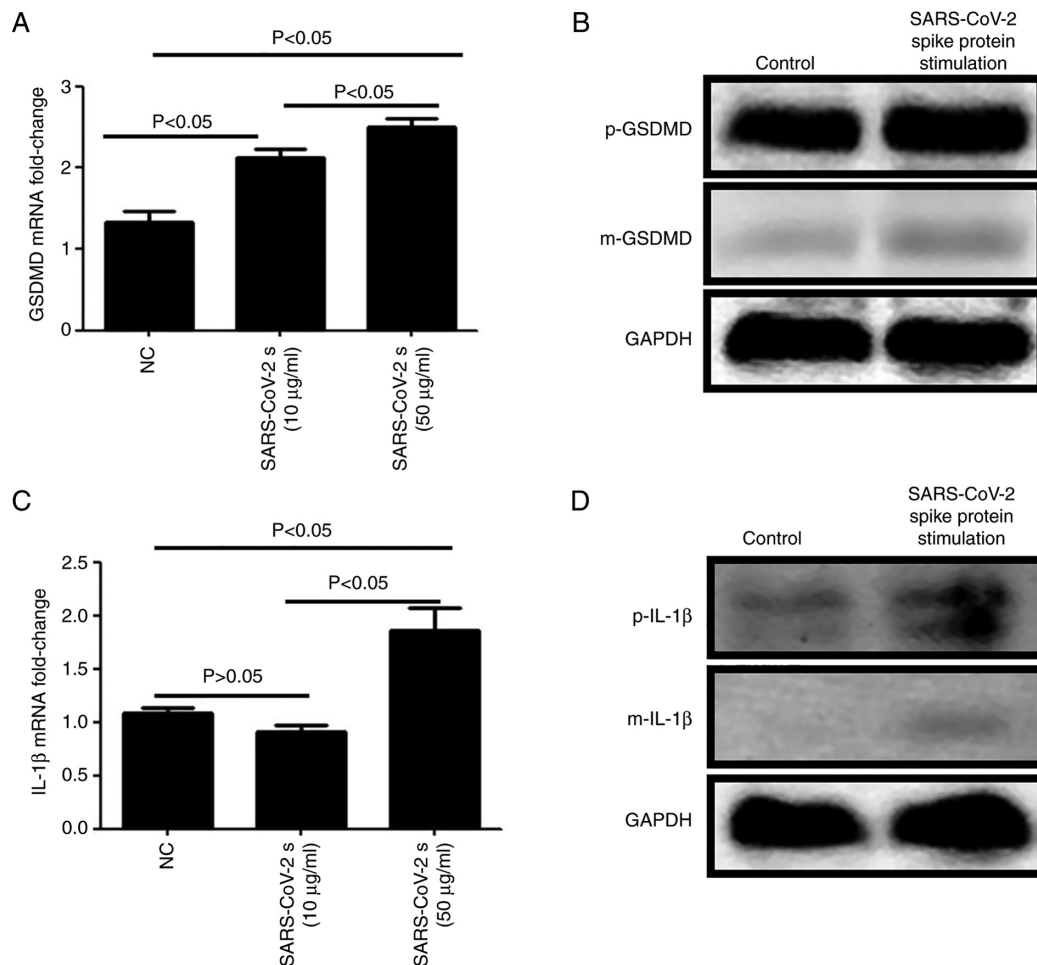 A
P<0.05
P<0.05
P<0.05
GSDMD mRNA fold-change
3
2
1
0
NC
SARS-CoV-2 s
(10 µg/ml)
SARS-CoV-2 s
(50 µg/ml)
B
Control
SARS-CoV-2
spike protein
stimulation
p-GSDMD
m-GSDMD
GAPDH
C
P<0.05
P<0.05
P>0.05
IL-1β mRNA fold-change
2.5
2.0
1.5
1.0
0.5
0.0
NC
SARS-CoV-2 s
(10 µg/ml)
SARS-CoV-2 s
(50 µg/ml)
D
Control
SARS-CoV-2
spike protein
stimulation
p-IL-1β
m-IL-1β
GAPDH